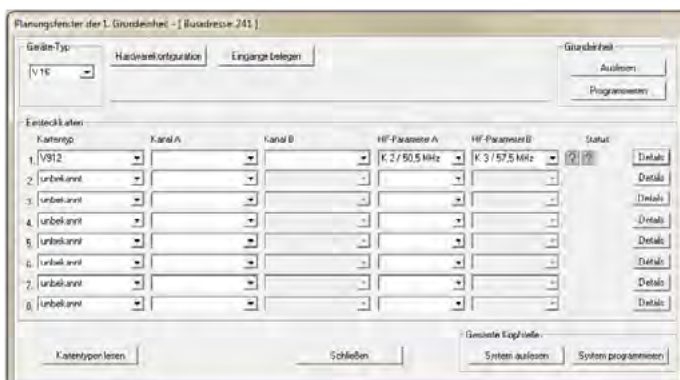 Planungsfenster der 1. Grundeinheit - [ Busadresse: 241 ]
Geräte-Typ
V 16
Hardwarekonfiguration
Eingänge belegen
Grundeinheit
Auslesen
Programmieren
Einsteckkarten
Kartentyp Kanal A Kanal B HF-Parameter A HF-Parameter B Status
1. V912 K 2 / 50,5 MHz K 3 / 57,5 MHz ? ? Details
2. unbekannt Details
3. unbekannt Details
4. unbekannt Details
5. unbekannt Details
6. unbekannt Details
7. unbekannt Details
8. unbekannt Details
Gesamte Kopfstelle
Kartentypen lesen Schließen System auslesen System programmieren